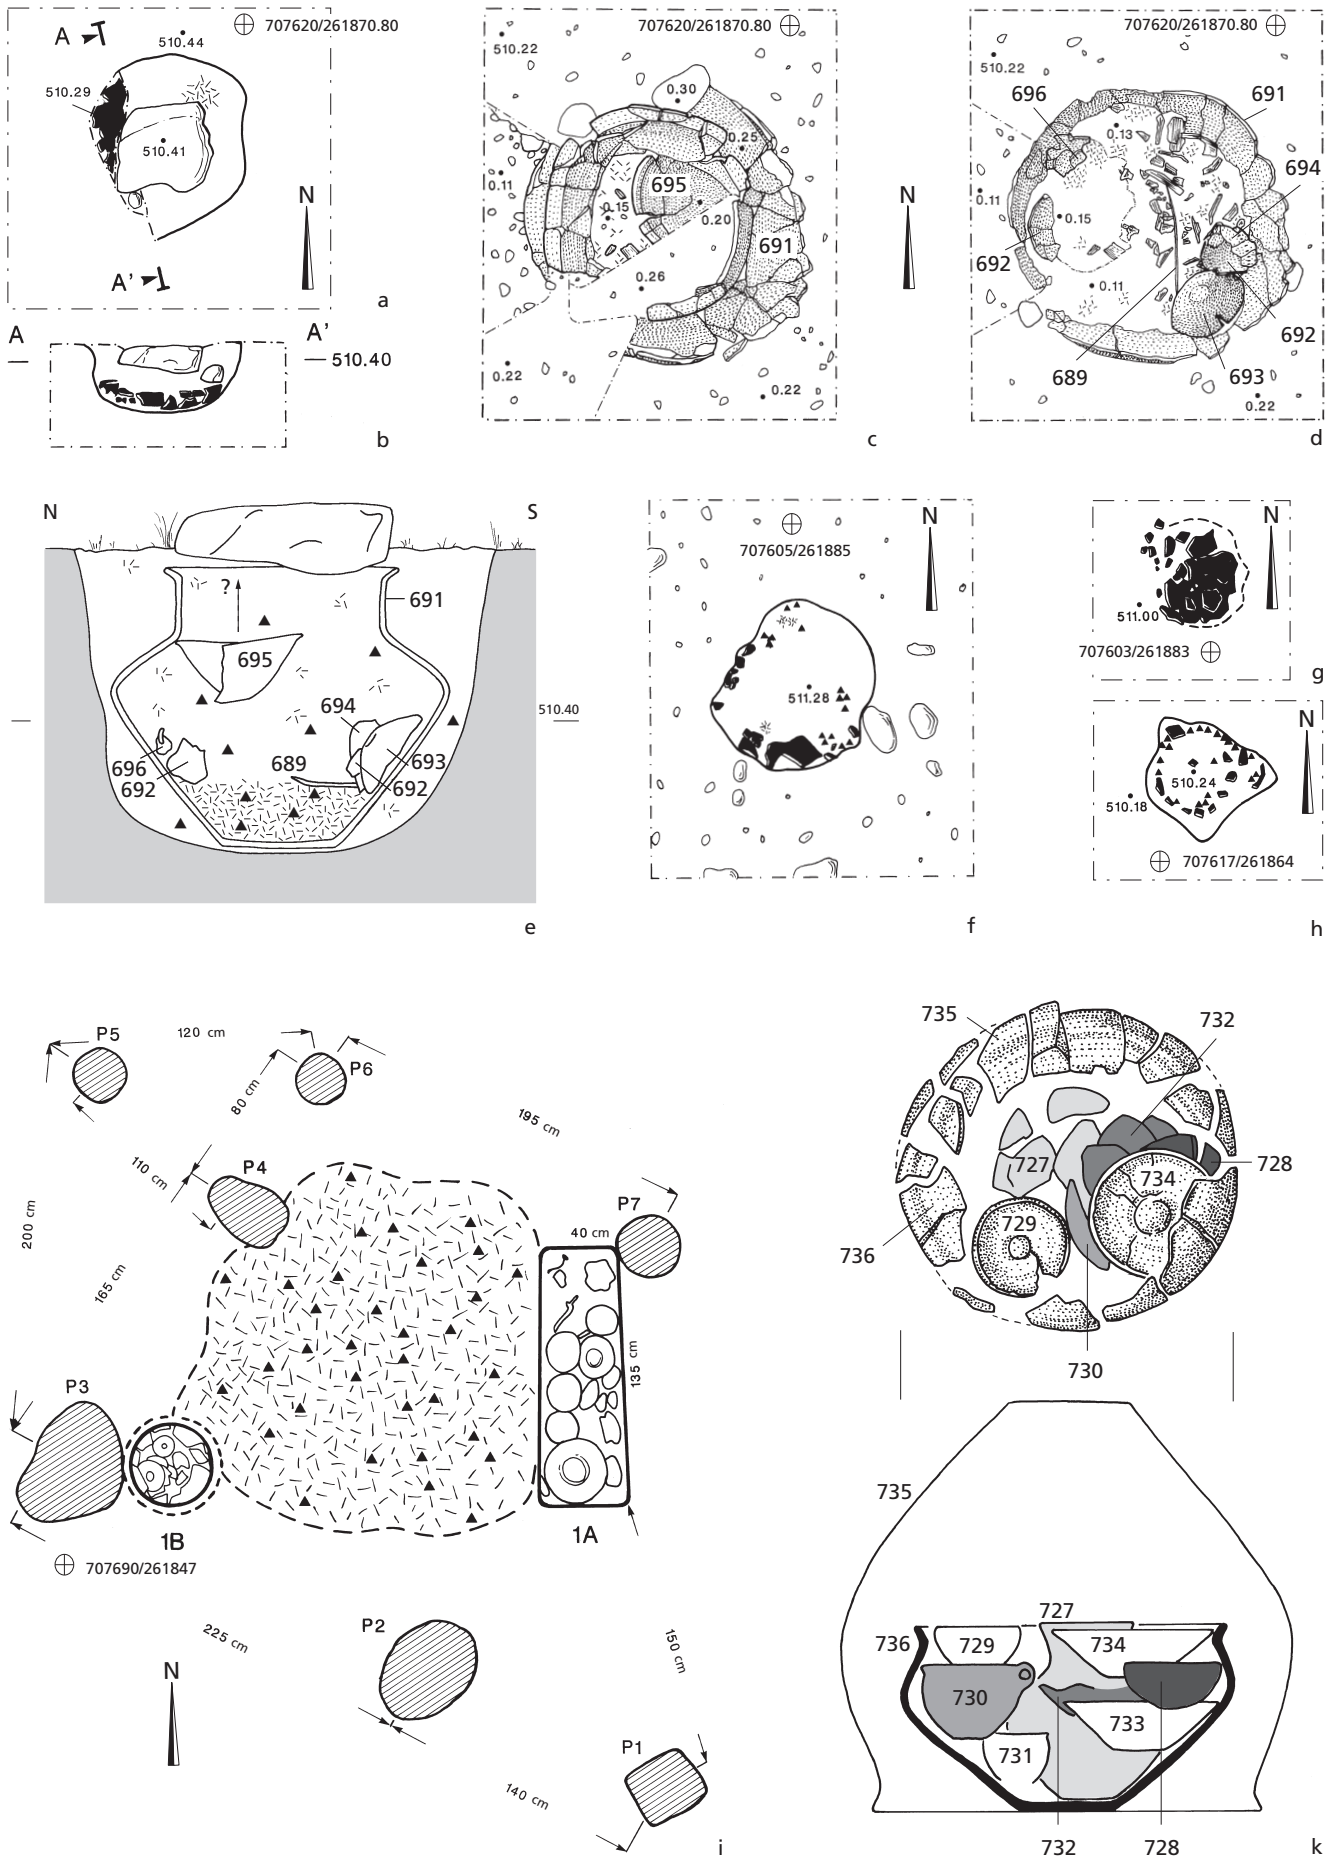 A
707620/261870.80
510.44
510.29
510.41
N
A'
a
A
A'
510.40
b
707620/261870.80
510.22
0.30
0.25
0.11
695
0.15
0.20
691
0.26
N
0.22
0.22
c
707620/261870.80
510.22
696
691
0.13
694
0.11
0.15
692
0.11
692
689
693
0.22
d
N
S
?
691
695
694
510.40
696
692
689
693
692
e
N
707605/261885
511.28
f
N
511.00
707603/261883
g
N
510.24
510.18
707617/261864
h
P5
120 cm
P6
80 cm
195 cm
110 cm
P4
P7
200 cm
40 cm
165 cm
135 cm
P3
1B
1A
707690/261847
225 cm
P2
150 cm
N
P1
140 cm
i
735
732
727
728
734
729
736
730
735
727
736
729
734
730
733
731
732
728
k